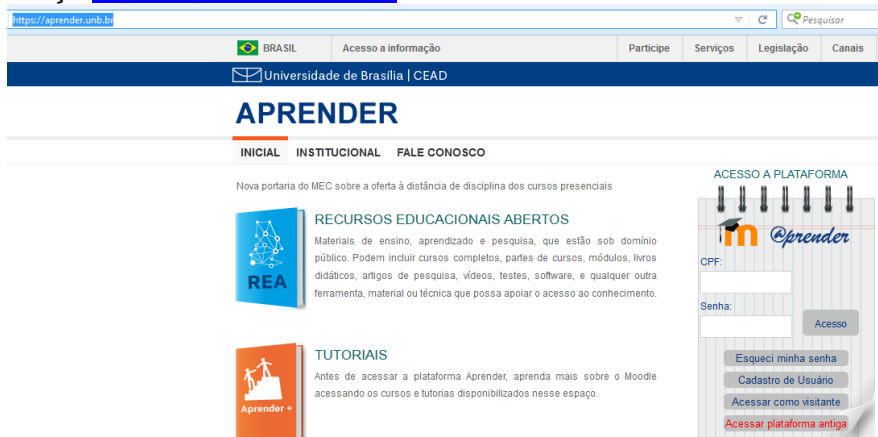 https://aprender.unb.br
Pesquisar
BRASIL Acesso a informação Participe Serviços Legislação Canais
Universidade de Brasília | CEAD
APRENDER
INICIAL INSTITUCIONAL FALE CONOSCO
Nova portaria do MEC sobre a oferta à distância de disciplina dos cursos presenciais
RECURSOS EDUCACIONAIS ABERTOS
Materiais de ensino, aprendizado e pesquisa, que estão sob domínio
público. Podem incluir cursos completos, partes de cursos, módulos, livros
didáticos, artigos de pesquisa, vídeos, testes, software, e qualquer outra
ferramenta, material ou técnica que possa apoiar o acesso ao conhecimento.
REA
TUTORIAIS
Antes de acessar a plataforma Aprender, aprenda mais sobre o Moodle
acessando os cursos e tutorias disponibilizados nesse espaço.
Aprender +
ACESSO A PLATAFORMA
m @prender
CPF:
Senha:
Acesso
Esqueci minha senha
Cadastro de Usuário
Acessar como visitante
Acessar plataforma antiga